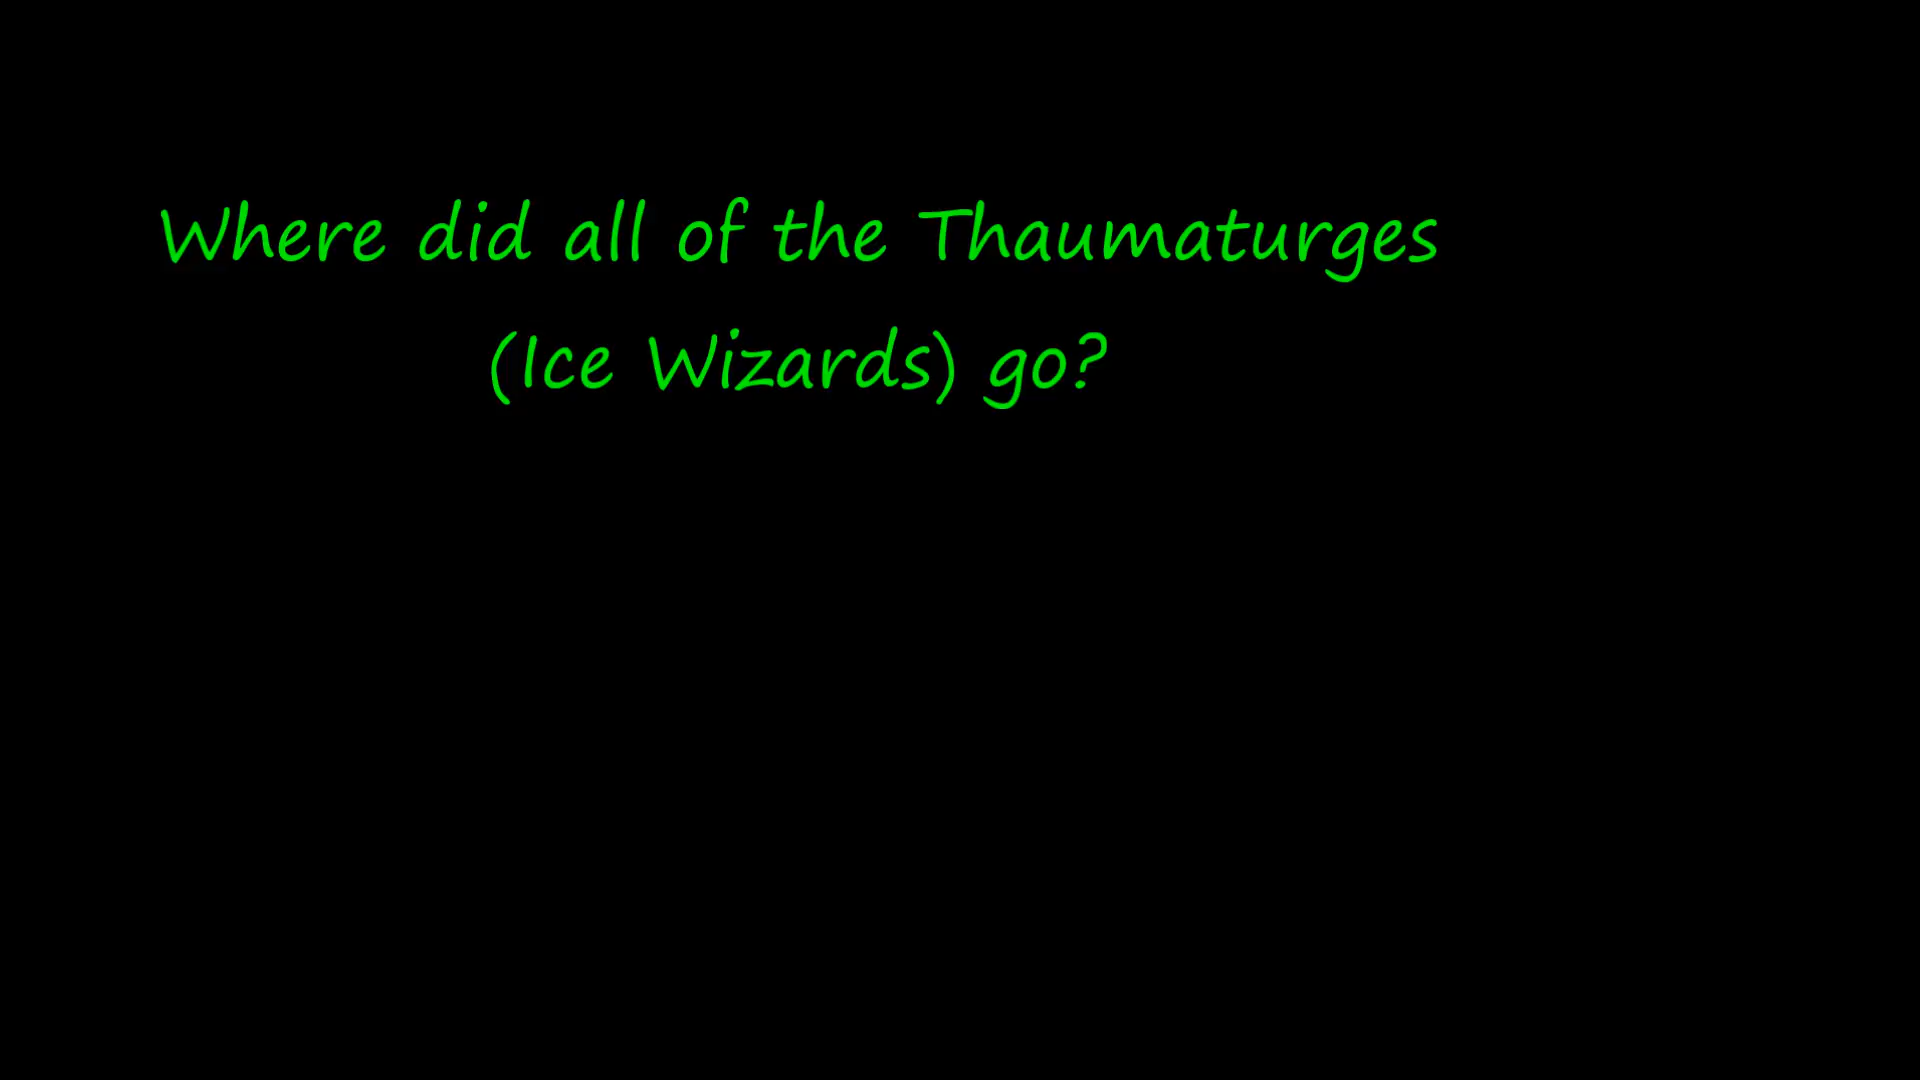 Where did all of the Thaumaturges
(Ice Wizards) go?